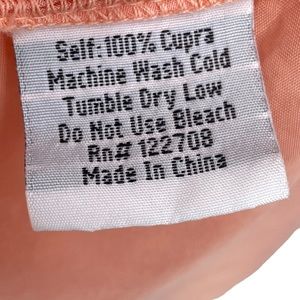 Self: 100% Cupra
Machine Wash Cold
Tumble Dry Low
Do Not Use Bleach
Rn# 122708
Made In China